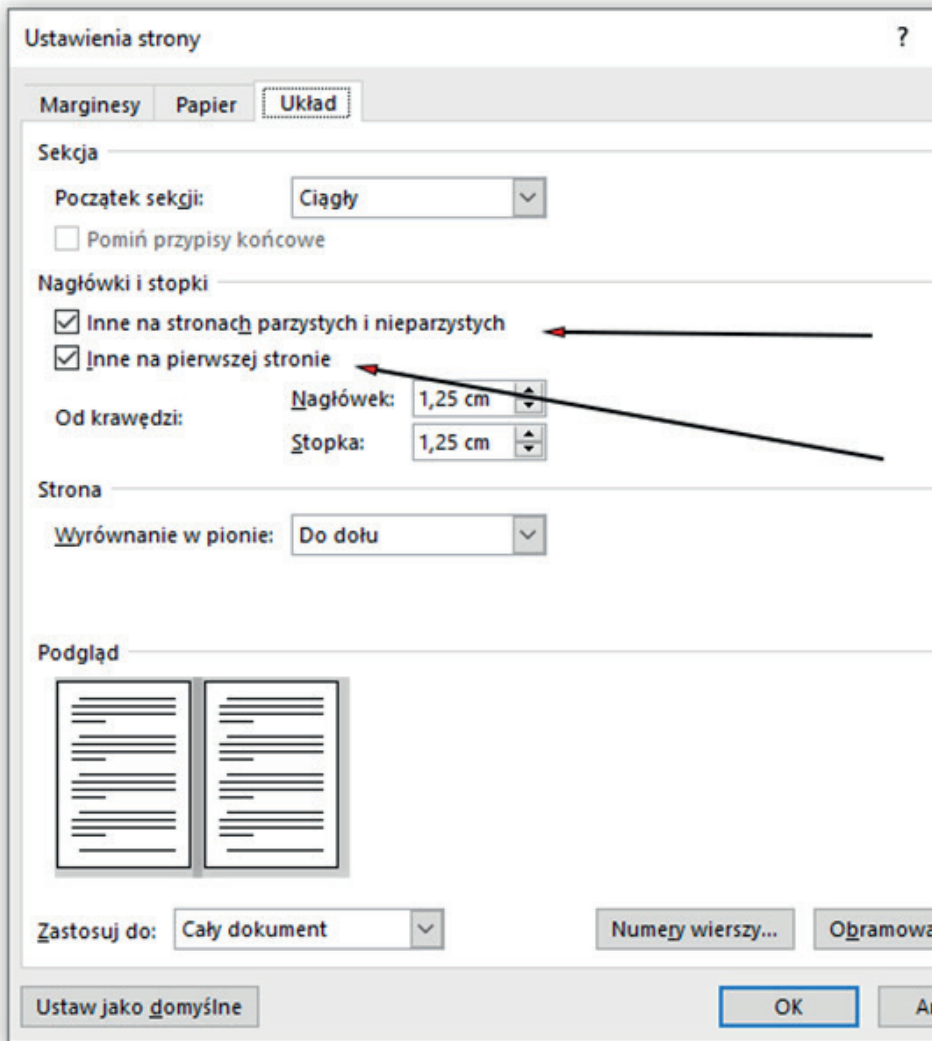 Ustawienia strony ?
Marginesy Papier Układ
Sekcja
Początek sekcji: Ciągły
Pomiń przypisy końcowe
Nagłówki i stopki
Inne na stronach parzystych i nieparzystych
Inne na pierwszej stronie
Nagłówek: 1,25 cm
Od krawędzi:
Stopka: 1,25 cm
Strona
Wyrównanie w pionie: Do dołu
Podgląd
Zastosuj do: Cały dokument Numery wierszy... Obramowa
Ustaw jako domyślne OK